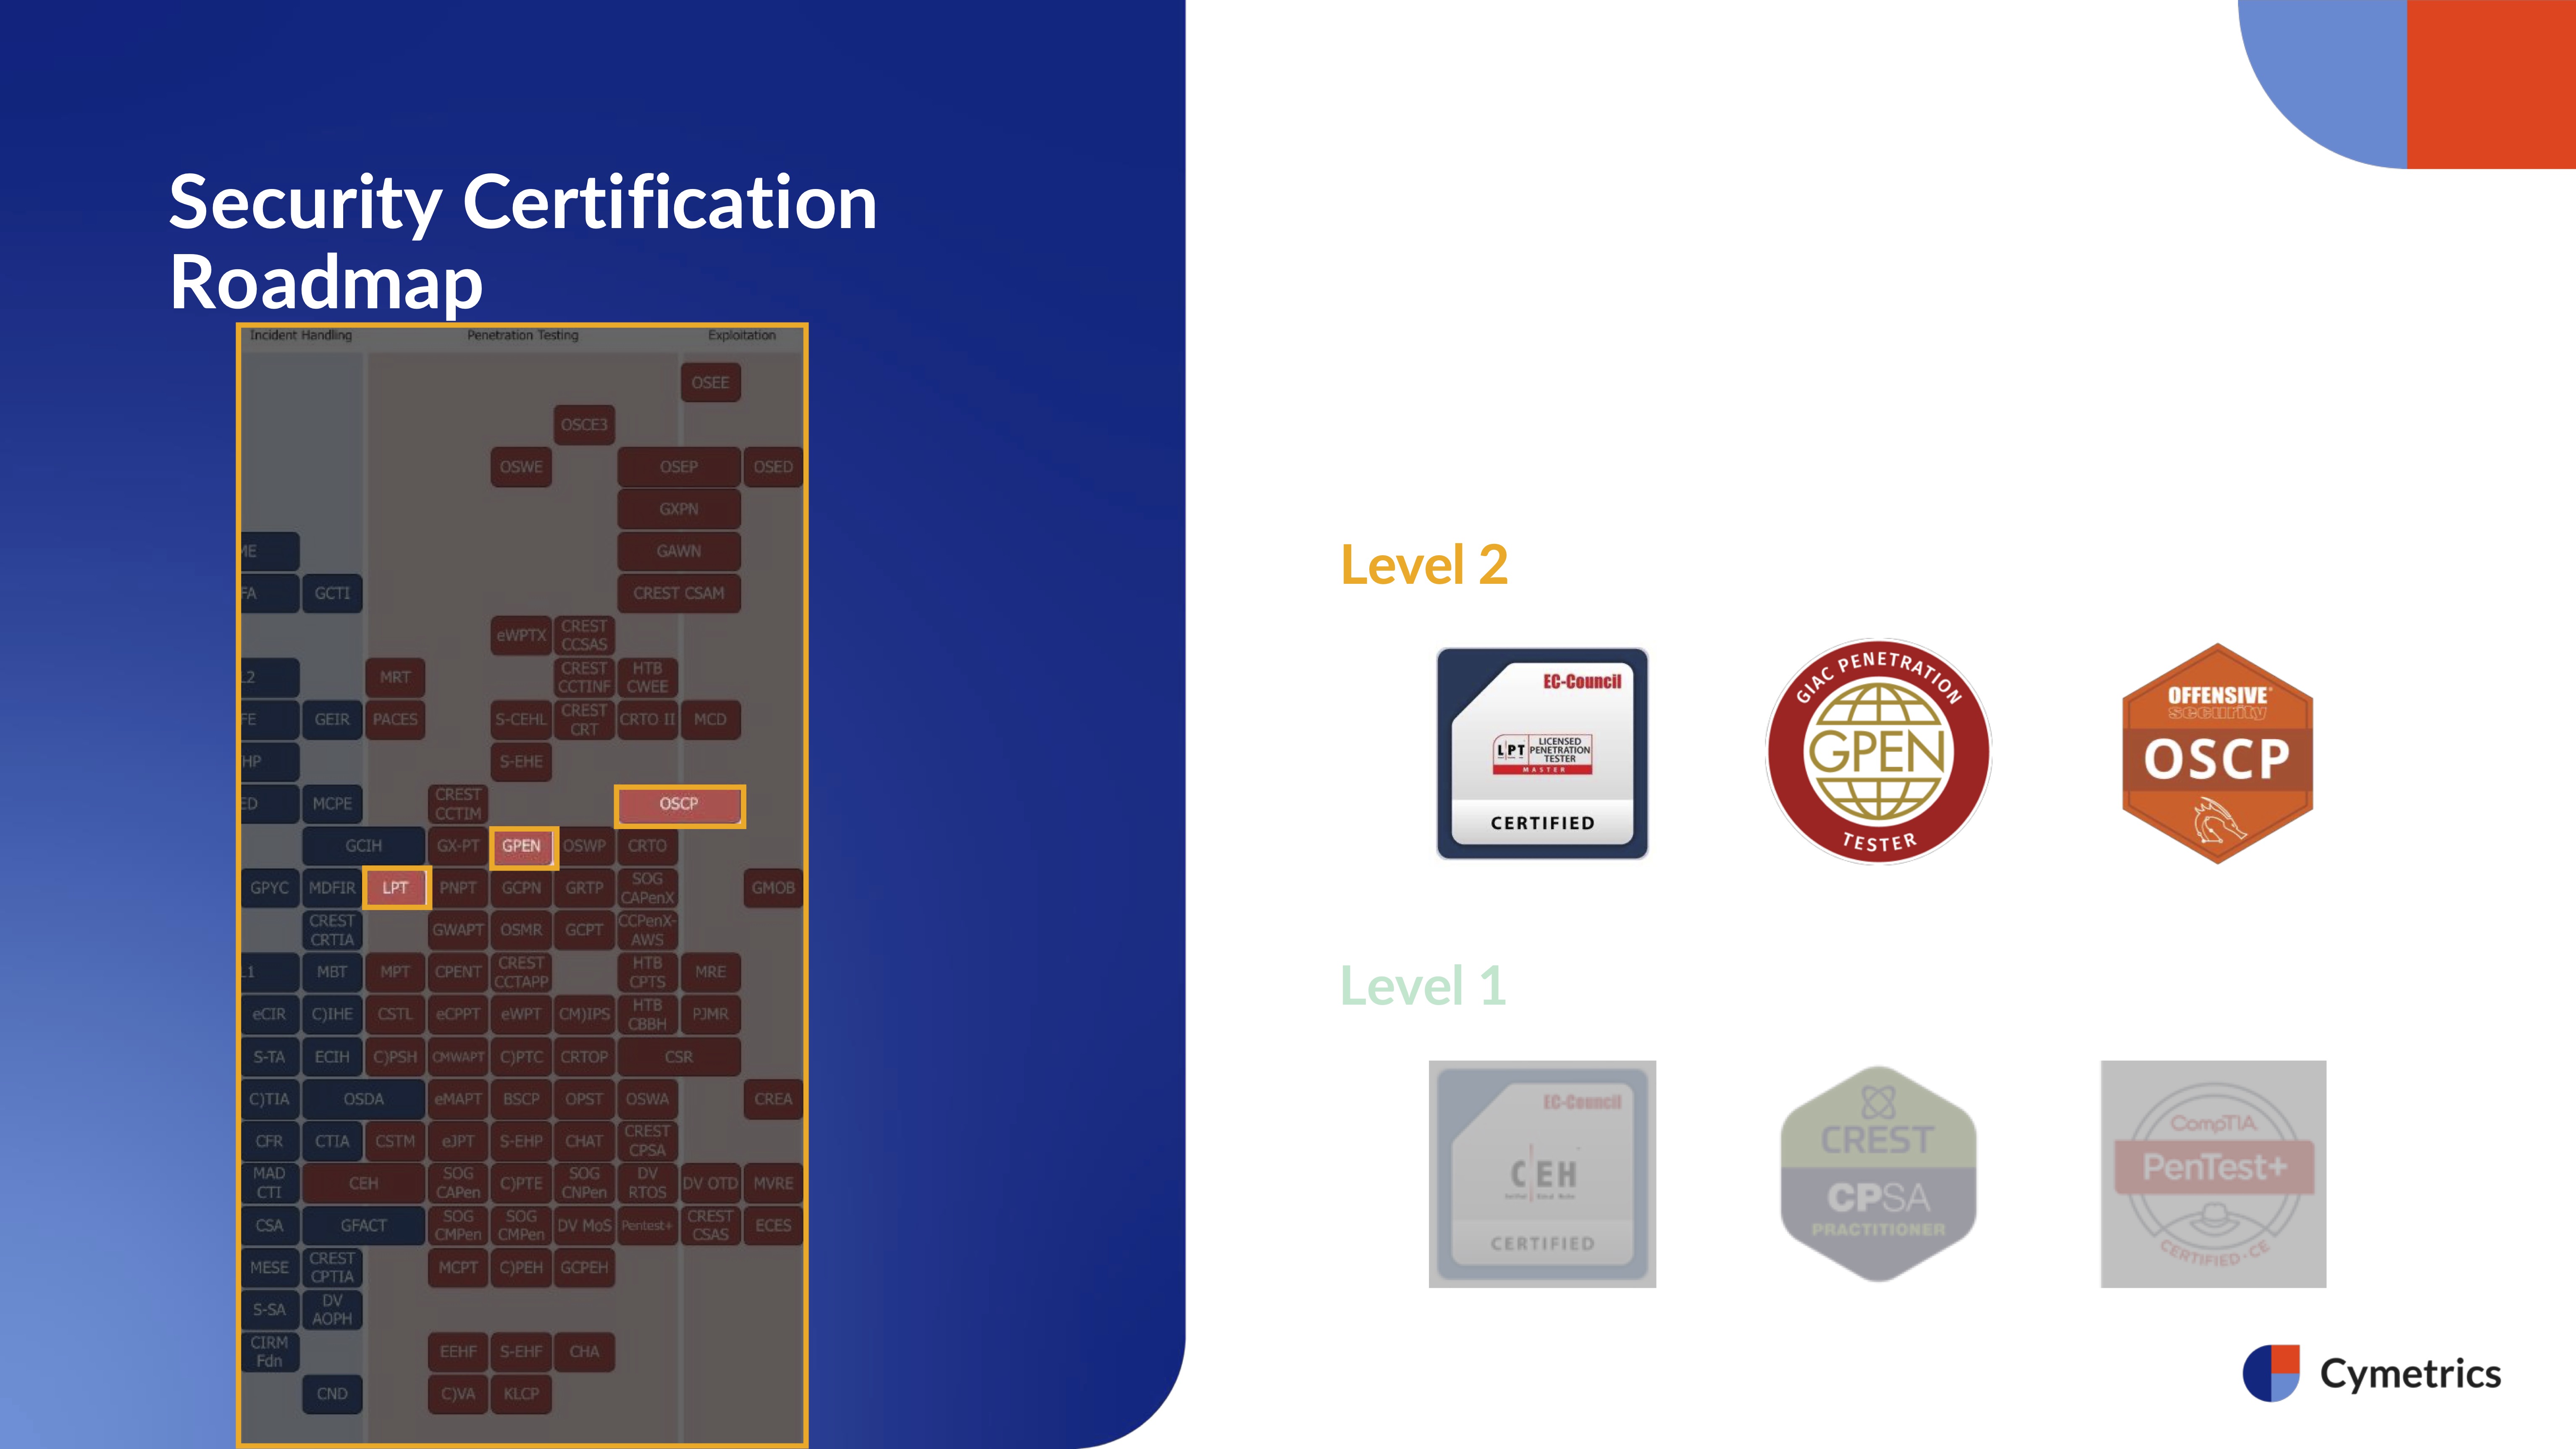 Security Certification
Roadmap
Incident Handling Penetration Testing Exploitation
OSEE
OSCE3
OSWE OSEP OSED
GXPN
ME GAWN
FA GCTI CREST CSAM
eWPTX CREST CCSAS
L2 MRT CREST CCTINF HTB CWEE
FE GEIR PACES S-CEHL CREST CRT CRTO II MCD
HP S-EHE
ED MCPE CREST CCTIM OSCP
GCIH GX-PT GPEN OSWP CRTO
GPYC MDFIR LPT PNPT GCPN GRTP SOG CAPenX GMOB
CREST CRTIA GWAPT OSMR GCPT CCPenX-AWS
L1 MBT MPT CPENT CREST CCTAPP HTB CPTS MRE
eCIR C)IHE CSTL eCPPT eWPT CM)IPS HTB CBBH PJMR
S-TA ECIH C)PSH CMWAPT C)PTC CRTOP CSR
C)TIA OSDA eMAPT BSCP OPST OSWA CREA
CFR CTIA CSTM eJPT S-EHP CHAT CREST CPSA
MAD CTI CEH SOG CAPen C)PTE SOG CNPen DV RTOS DV OTD MVRE
CSA GFACT SOG CMPen SOG CMPen DV MoS Pentest+ CREST CSAS ECES
MESE CREST CPTIA MCPT C)PEH GCPEH
S-SA DV AOPH
CIRM Fdn EEHF S-EHF CHA
CND C)VA KLCP
Level 2
EC-Council
LPT LICENSED
PENETRATION
TESTER
MASTER
CERTIFIED
GIAC PENETRATION
GPEN
TESTER
OFFENSIVE
security
OSCP
Level 1
EC-Council
CEH
CERTIFIED
CREST
CPSA
PRACTITIONER
CompTIA
PenTest+
CERTIFIED-CE
Cymetrics